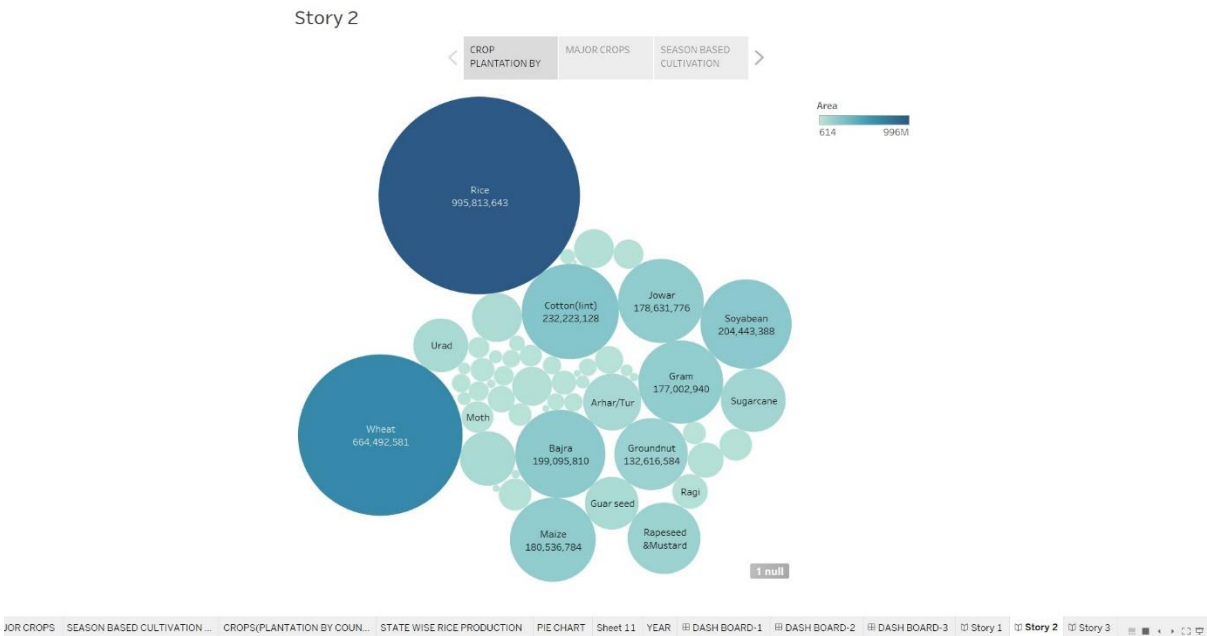 Story 2
CROP
PLANTATION BY
MAJOR CROPS
SEASON BASED
CULTIVATION
Area
614 996M
Rice
995,813,643
Cotton(lint)
232,223,128
Jowar
178,631,776
Soyabean
204,443,388
Urad
Gram
177,002,940
Arhar/Tur
Sugarcane
Moth
Wheat
664,492,581
Bajra
199,095,810
Groundnut
132,616,584
Ragi
Guar seed
Maize
180,536,784
Rapeseed
&Mustard
1 null
JOR CROPS SEASON BASED CULTIVATION ... CROPS(PLANTATION BY COUN... STATE WISE RICE PRODUCTION PIE CHART Sheet 11 YEAR DASH BOARD-1 DASH BOARD-2 DASH BOARD-3 Story 1 Story 2 Story 3